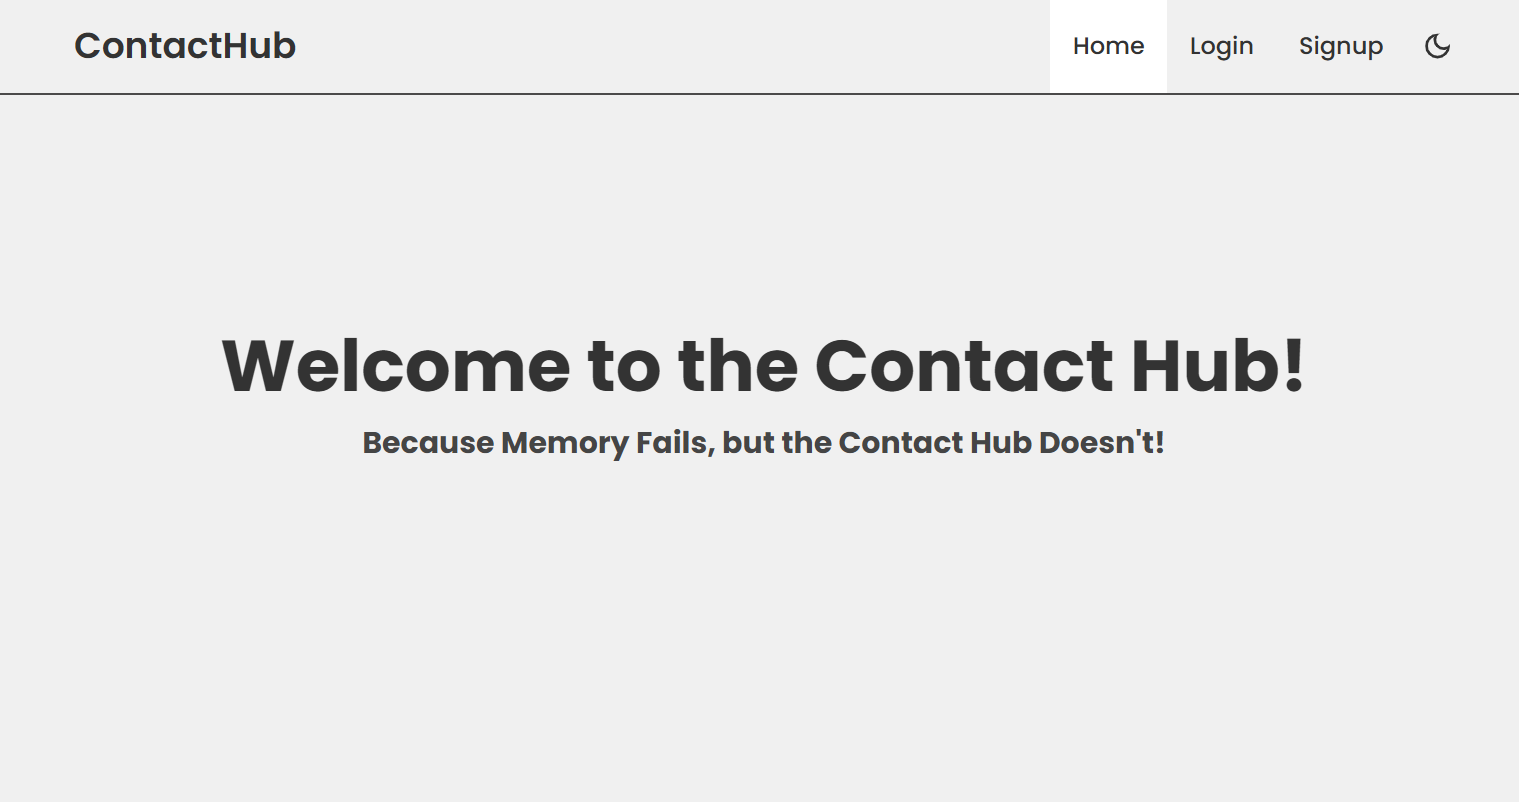 ContactHub
Home Login Signup
Welcome to the Contact Hub!
Because Memory Fails, but the Contact Hub Doesn't!